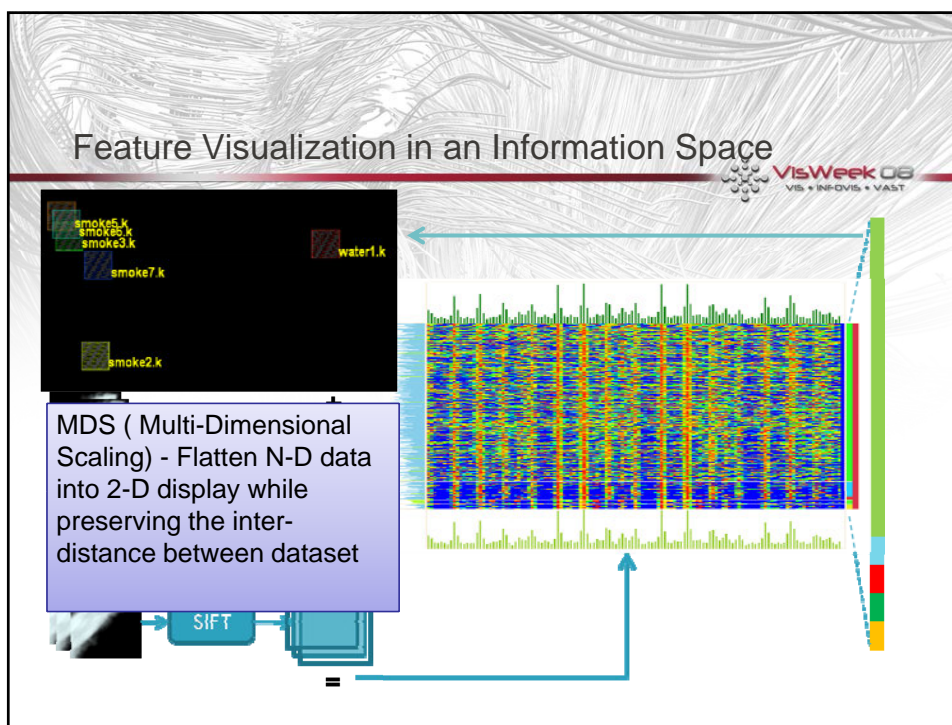 Feature Visualization in an Information Space
VisWeek 08
VIS + INFOVIS + VAST
smoke5.k
smoke6.k
smoke3.k
smoke7.k
water1.k
smoke2.k
MDS ( Multi-Dimensional
Scaling) - Flatten N-D data
into 2-D display while
preserving the inter-
distance between dataset
SIFT
=